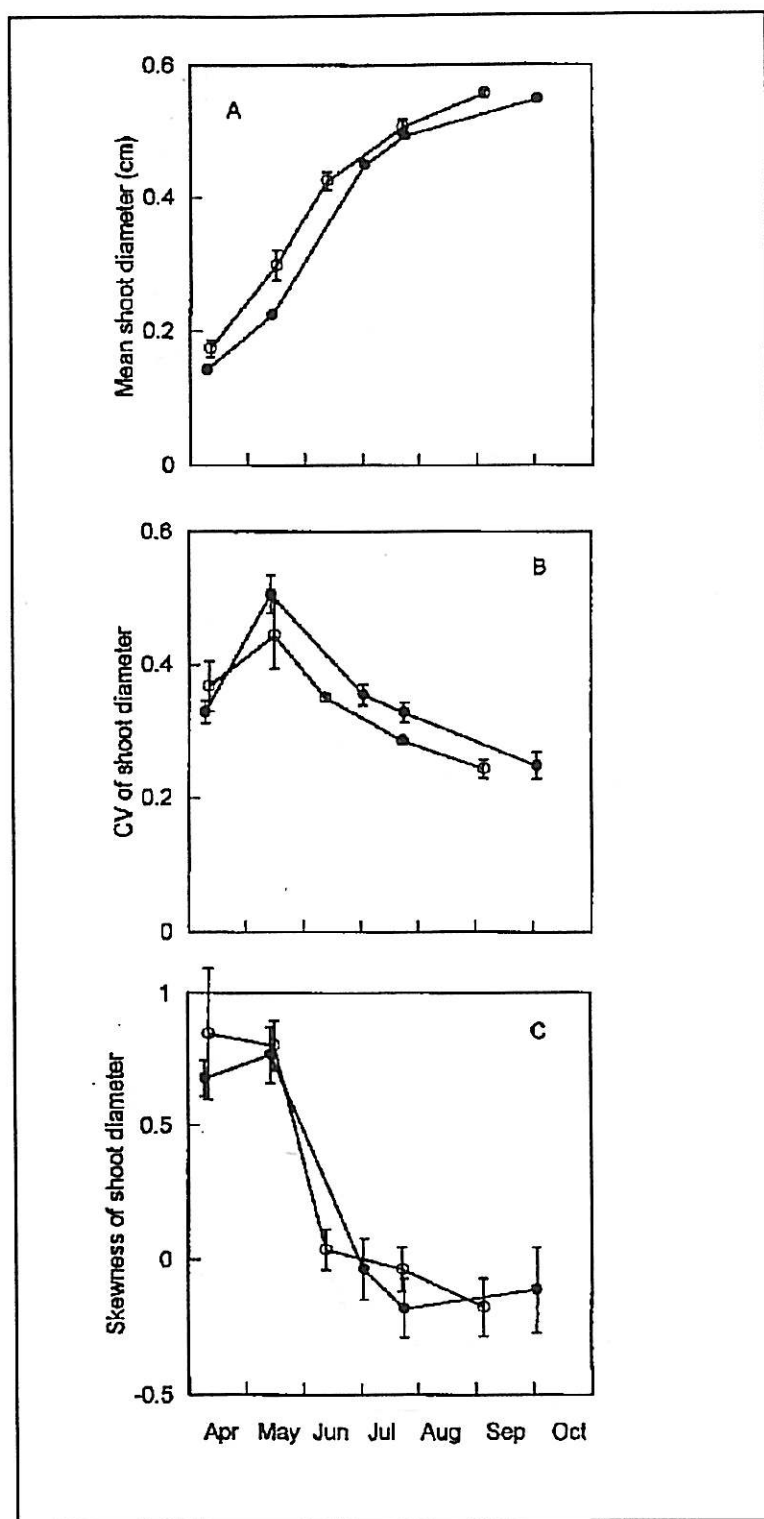 0.6
A
0.4
0.2
0
Mean shoot diameter (cm)
0.6
B
0.4
0.2
0
CV of shoot diameter
1
C
0.5
0
-0.5
Skewness of shoot diameter
Apr May Jun Jul Aug Sep Oct